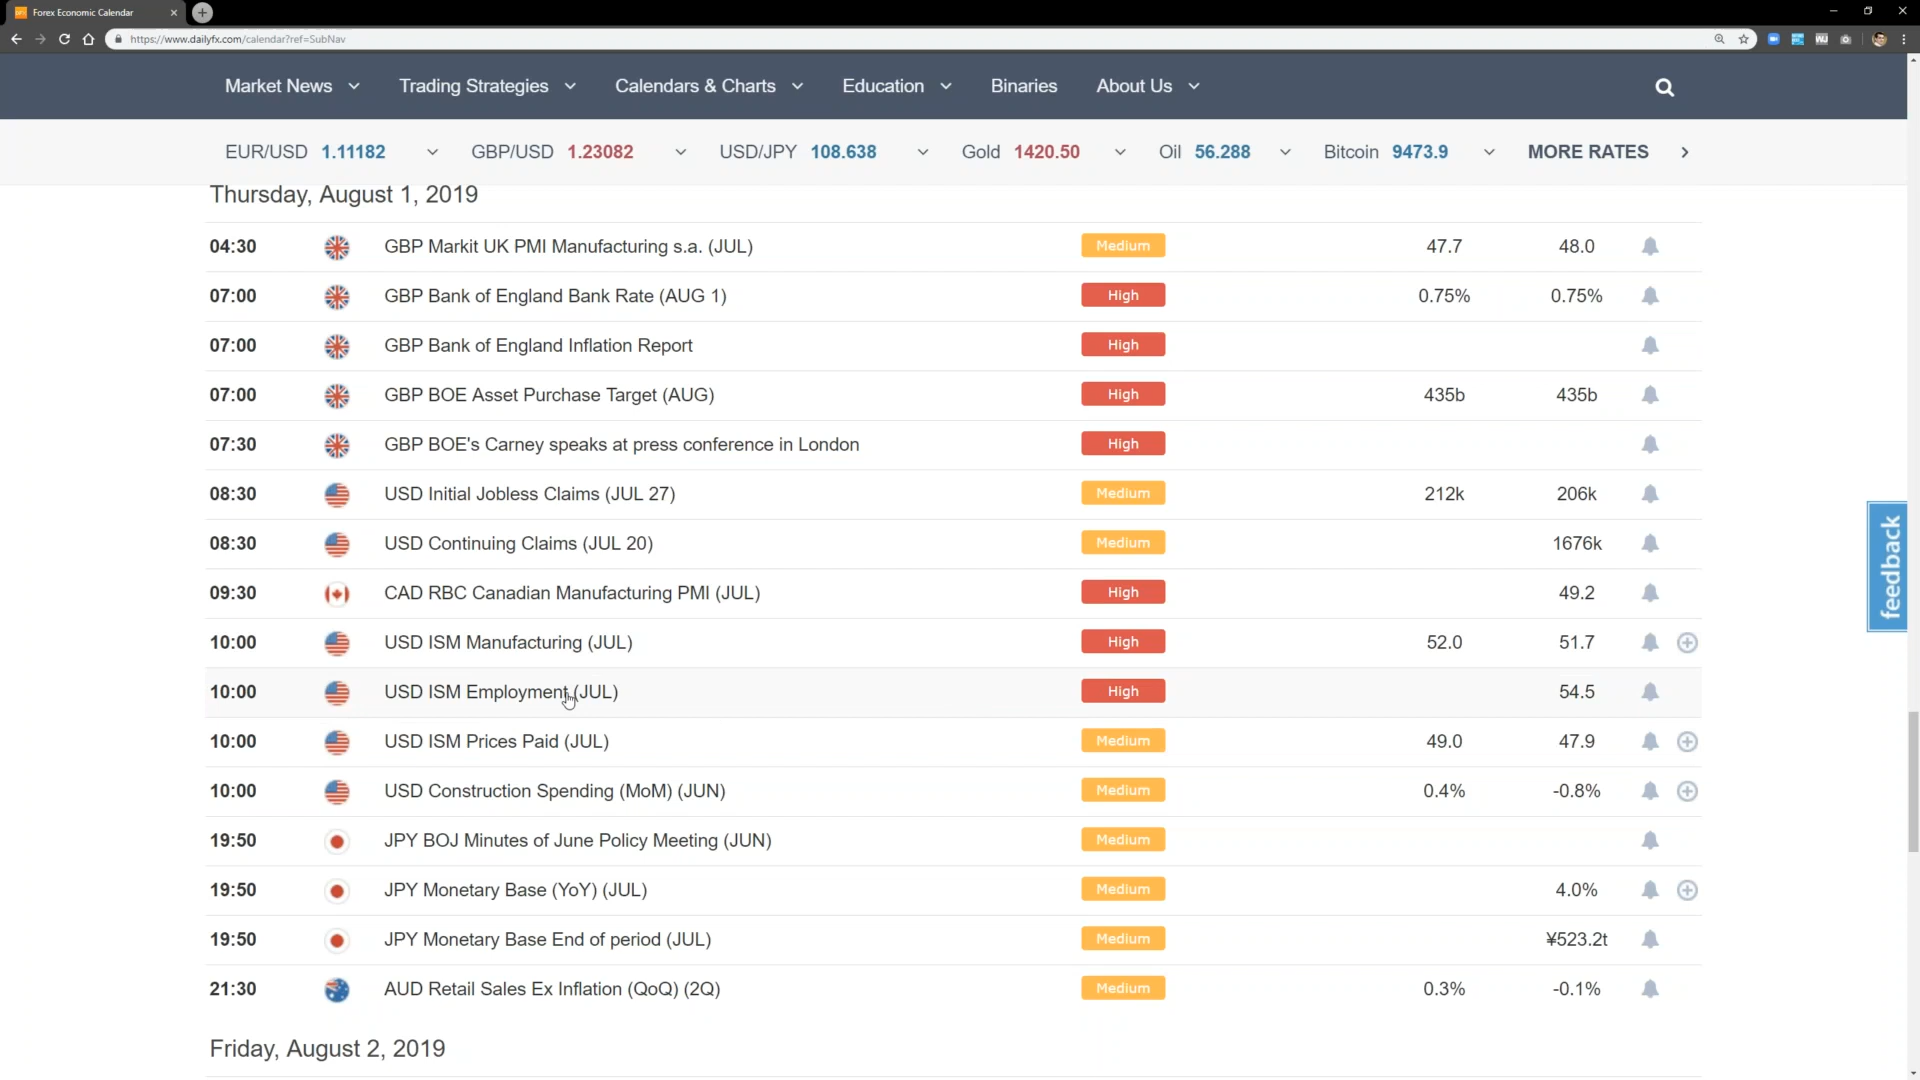 Forex Economic Calendar
https://www.dailyfx.com/calendar?ref=SubNav
Market News Trading Strategies Calendars & Charts Education Binaries About Us
EUR/USD 1.11182 GBP/USD 1.23082 USD/JPY 108.638 Gold 1420.50 Oil 56.288 Bitcoin 9473.9 MORE RATES
Thursday, August 1, 2019
04:30 GBP Markit UK PMI Manufacturing s.a. (JUL) Medium 47.7 48.0
07:00 GBP Bank of England Bank Rate (AUG 1) High 0.75% 0.75%
07:00 GBP Bank of England Inflation Report High
07:00 GBP BOE Asset Purchase Target (AUG) High 435b 435b
07:30 GBP BOE's Carney speaks at press conference in London High
08:30 USD Initial Jobless Claims (JUL 27) Medium 212k 206k
08:30 USD Continuing Claims (JUL 20) Medium 1676k
09:30 CAD RBC Canadian Manufacturing PMI (JUL) High 49.2
10:00 USD ISM Manufacturing (JUL) High 52.0 51.7
10:00 USD ISM Employment (JUL) High 54.5
10:00 USD ISM Prices Paid (JUL) Medium 49.0 47.9
10:00 USD Construction Spending (MoM) (JUN) Medium 0.4% -0.8%
19:50 JPY BOJ Minutes of June Policy Meeting (JUN) Medium
19:50 JPY Monetary Base (YoY) (JUL) Medium 4.0%
19:50 JPY Monetary Base End of period (JUL) Medium ¥523.2t
21:30 AUD Retail Sales Ex Inflation (QoQ) (2Q) Medium 0.3% -0.1%
Friday, August 2, 2019
feedback